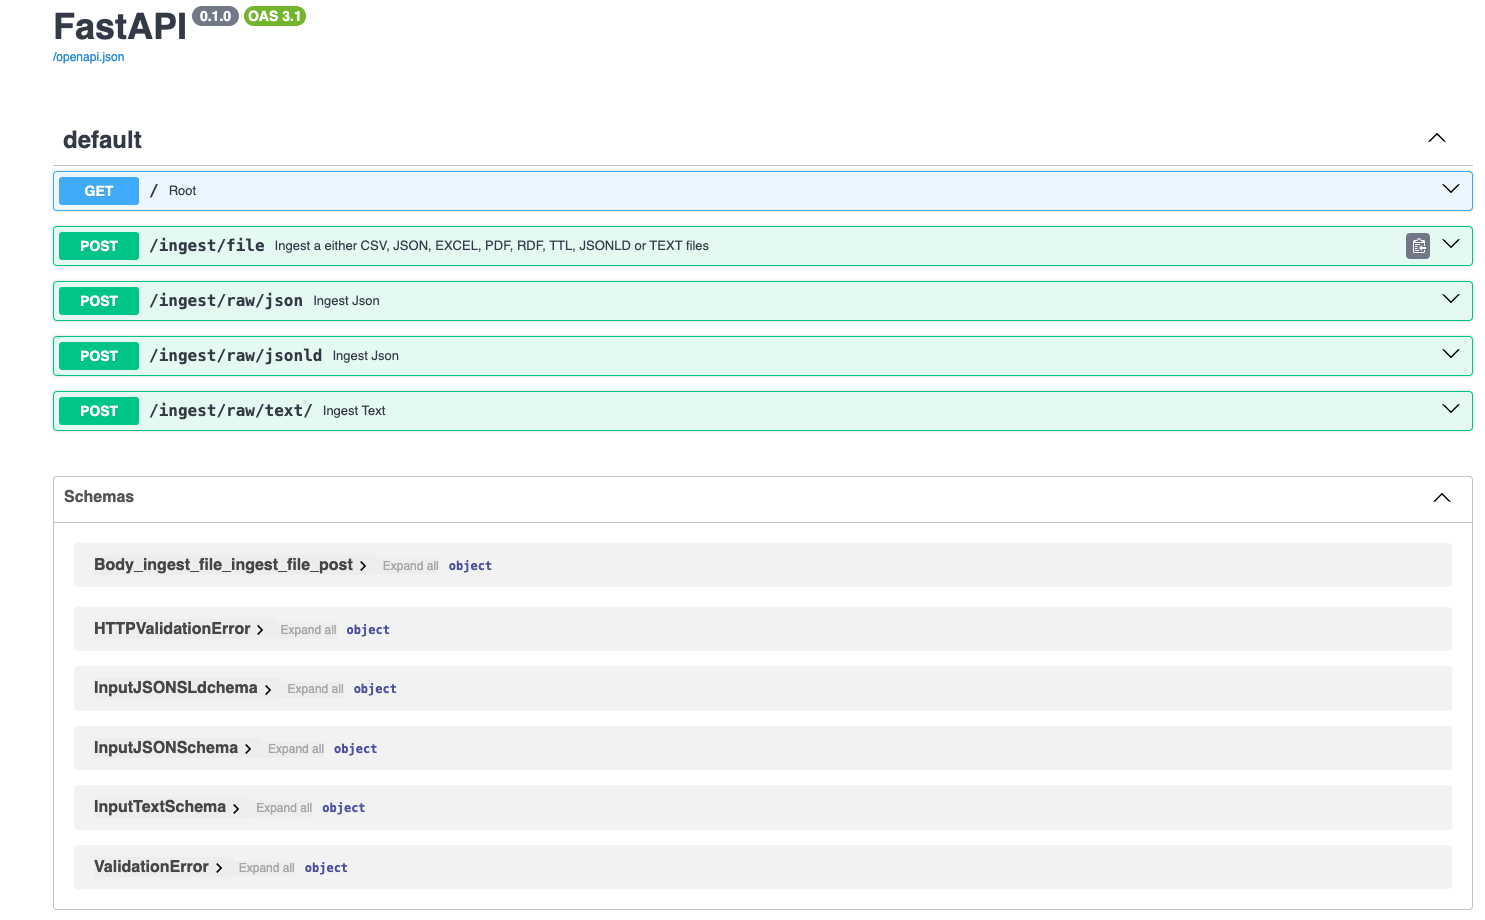 FastAPI 0.1.0 OAS 3.1
/openapi.json
default
GET / Root
POST /ingest/file Ingest a either CSV, JSON, EXCEL, PDF, RDF, TTL, JSONLD or TEXT files
POST /ingest/raw/json Ingest Json
POST /ingest/raw/jsonld Ingest Json
POST /ingest/raw/text/ Ingest Text
Schemas
Body_ingest_file_ingest_file_post Expand all object
HTTPValidationError Expand all object
InputJSONSLdchema Expand all object
InputJSONSchema Expand all object
InputTextSchema Expand all object
ValidationError Expand all object